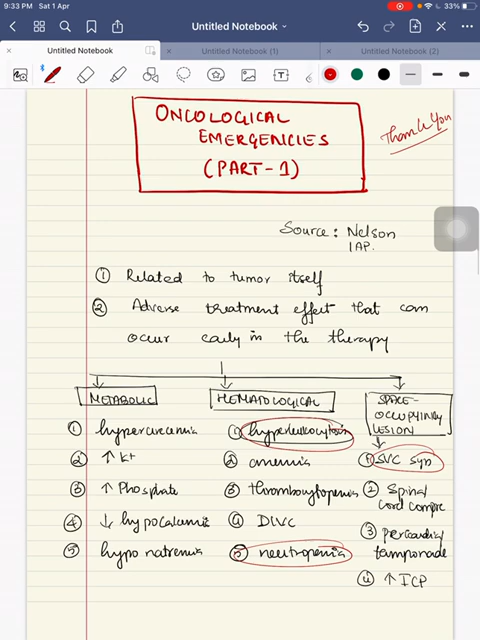 9:33 PM Sat 1 Apr
33%
Untitled Notebook
Untitled Notebook
Untitled Notebook (1)
Untitled Notebook (2)
T
ONCOLOGICAL
EMERGENCIES
(PART-1)
Thank You
Source: Nelson
IAP.
① Related to tumor itself
② Adverse treatment effect that can
occur early in the therapy
METABOLIC
① hyperuricemia
② ↑ K+
③ ↑ Phosphate
④ ↓ hypocalcemia
⑤ hyponatremia
HEMATOLOGICAL
① hyperleukocytosis
② anemia
③ thrombocytopenia
④ DIVC
⑤ neutropenia
SPACE-
OCCUPYING
LESION
① SVC Syn
② Spinal
cord compre
③ pericardial
tamponade
④ ↑ ICP